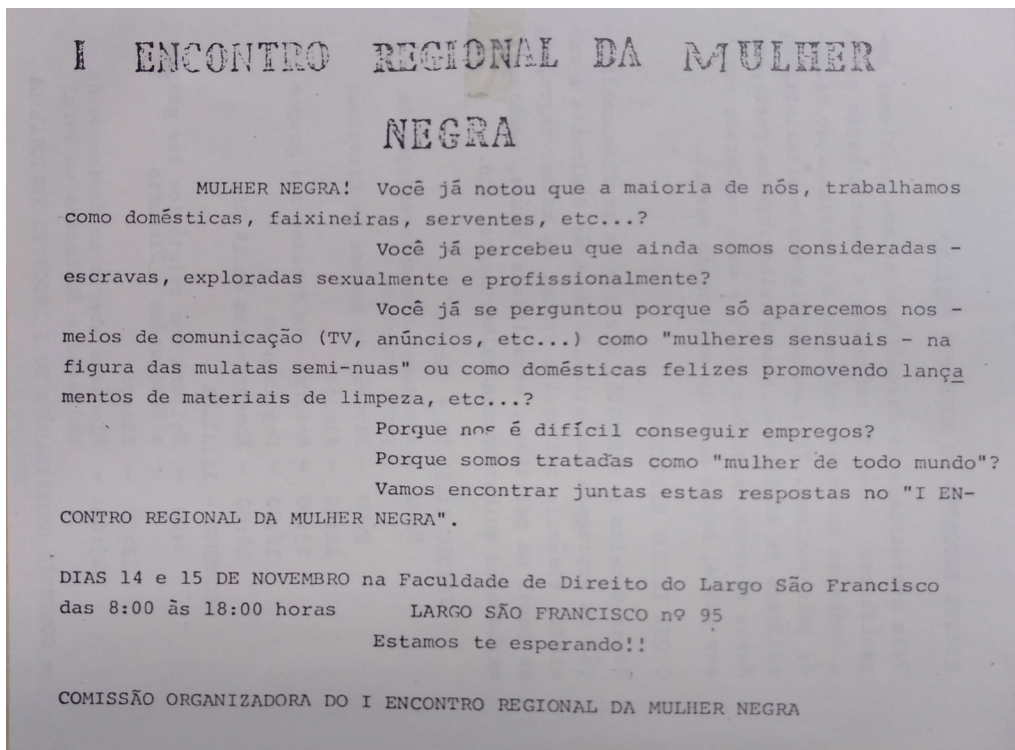 I ENCONTRO REGIONAL DA MULHER
NEGRA
MULHER NEGRA! Você já notou que a maioria de nós, trabalhamos
como domésticas, faixineiras, serventes, etc...?
Você já percebeu que ainda somos consideradas -
escravas, exploradas sexualmente e profissionalmente?
Você já se perguntou porque só aparecemos nos -
meios de comunicação (TV, anúncios, etc...) como "mulheres sensuais - na
figura das mulatas semi-nuas" ou como domésticas felizes promovendo lança
mentos de materiais de limpeza, etc...?
Porque nos é difícil conseguir empregos?
Porque somos tratadas como "mulher de todo mundo"?
Vamos encontrar juntas estas respostas no "I EN-
CONTRO REGIONAL DA MULHER NEGRA".
DIAS 14 e 15 DE NOVEMBRO na Faculdade de Direito do Largo São Francisco
das 8:00 às 18:00 horas LARGO SÃO FRANCISCO nº 95
Estamos te esperando!!
COMISSÃO ORGANIZADORA DO I ENCONTRO REGIONAL DA MULHER NEGRA